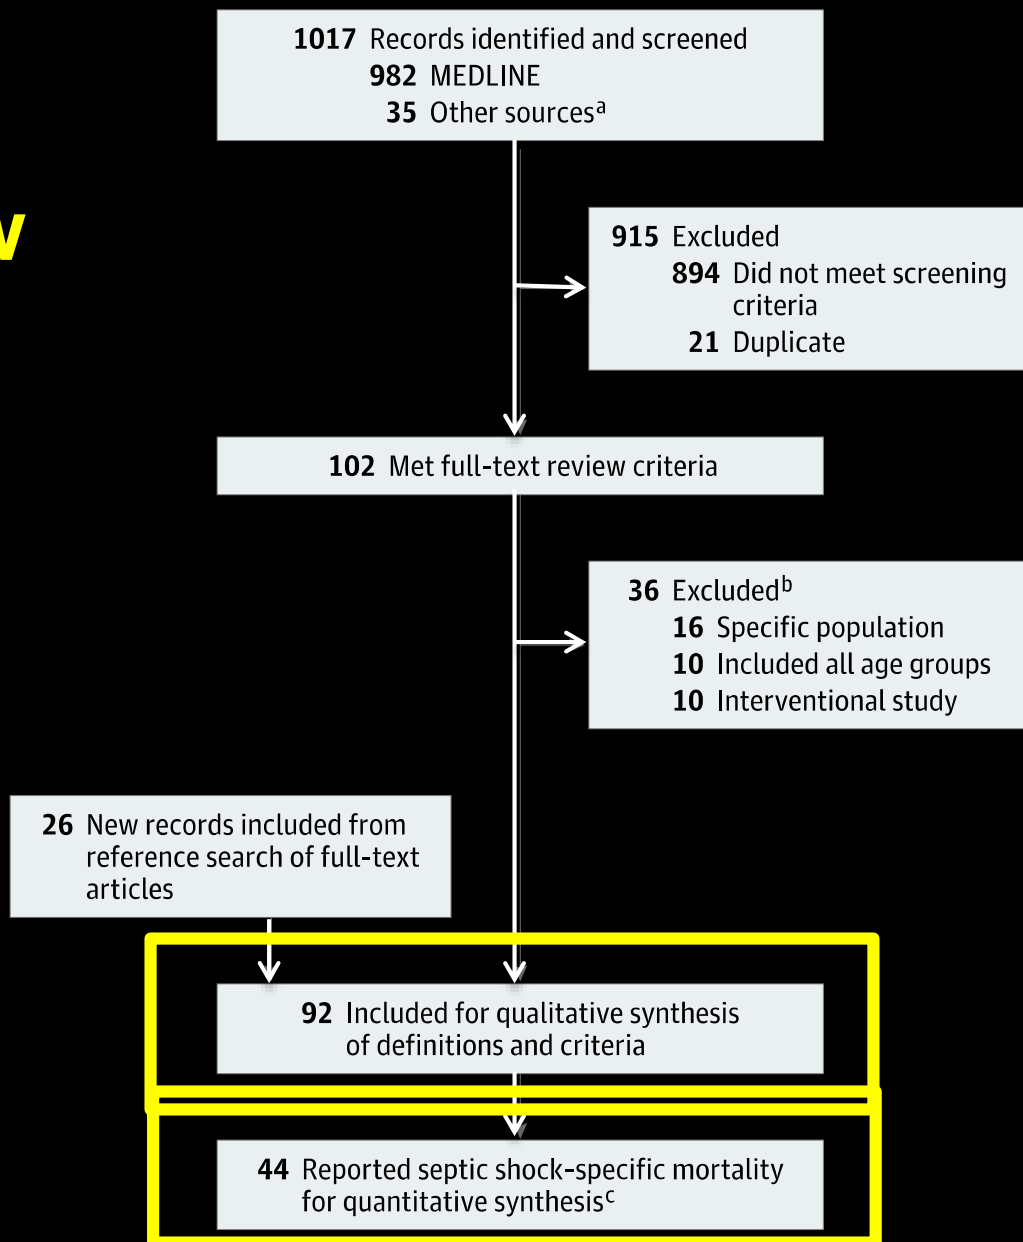 1017 Records identified and screened
982 MEDLINE
35 Other sourcesa
w
915 Excluded
894 Did not meet screening
criteria
21 Duplicate
102 Met full-text review criteria
36 Excludedb
16 Specific population
10 Included all age groups
10 Interventional study
26 New records included from
reference search of full-text
articles
92 Included for qualitative synthesis
of definitions and criteria
44 Reported septic shock-specific mortality
for quantitative synthesisc